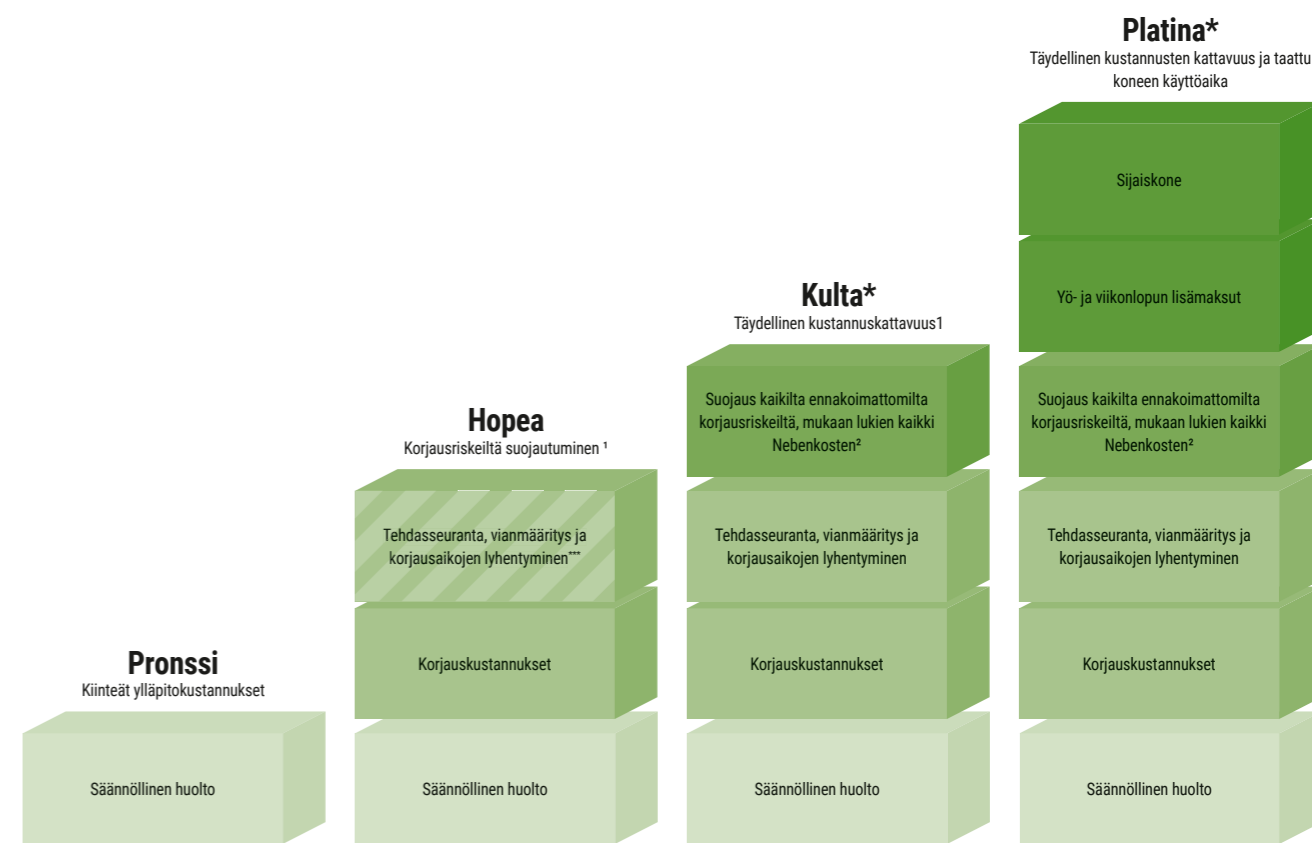 Platina*
Täydellinen kustannusten kattavuus ja taattu
koneen käyttöaika
Sijaiskone
Yö- ja viikonlopun lisämaksut
Suojaus kaikilta ennakoimattomilta
korjausriskeiltä, mukaan lukien kaikki
Nebenkosten²
Tehdasseuranta, vianmääritys ja
korjausaikojen lyhentyminen
Korjauskustannukset
Säännöllinen huolto
Kulta*
Täydellinen kustannuskattavuus1
Suojaus kaikilta ennakoimattomilta
korjausriskeiltä, mukaan lukien kaikki
Nebenkosten²
Tehdasseuranta, vianmääritys ja
korjausaikojen lyhentyminen
Korjauskustannukset
Säännöllinen huolto
Hopea
Korjausriskeiltä suojautuminen ¹
Tehdasseuranta, vianmääritys ja
korjausaikojen lyhentyminen***
Korjauskustannukset
Säännöllinen huolto
Pronssi
Kiinteät ylläpitokustannukset
Säännöllinen huolto